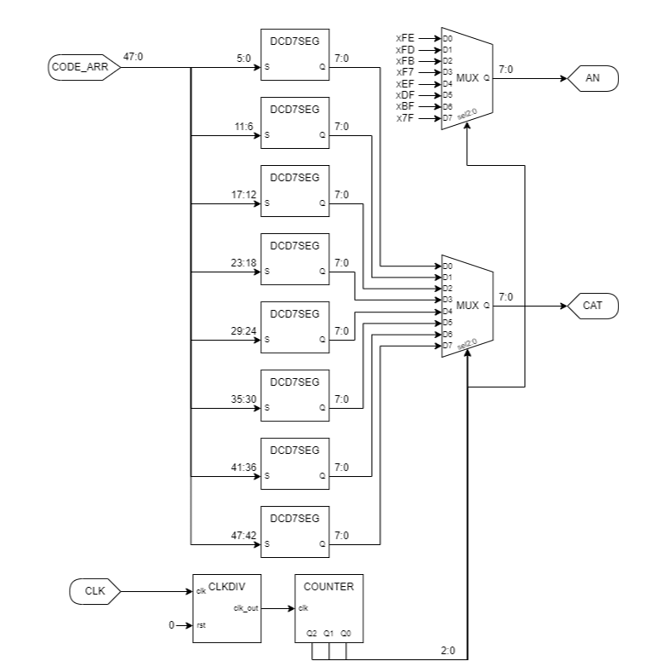 CODE_ARR
47:0
5:0
DCD7SEG
S
Q
7:0
11:6
DCD7SEG
S
Q
7:0
17:12
DCD7SEG
S
Q
7:0
23:18
DCD7SEG
S
Q
7:0
29:24
DCD7SEG
S
Q
7:0
35:30
DCD7SEG
S
Q
7:0
41:36
DCD7SEG
S
Q
7:0
47:42
DCD7SEG
S
Q
7:0
xFE D0
xFD D1
xFB D2
xF7 D3
xEF D4
xDF D5
xBF D6
x7F D7
MUX Q
sel2:0
7:0
AN
D0
D1
D2
D3
D4
D5
D6
D7
MUX Q
sel2:0
7:0
CAT
CLK
CLKDIV
clk
clk_out
0
rst
COUNTER
clk
Q2 Q1 Q0
2:0